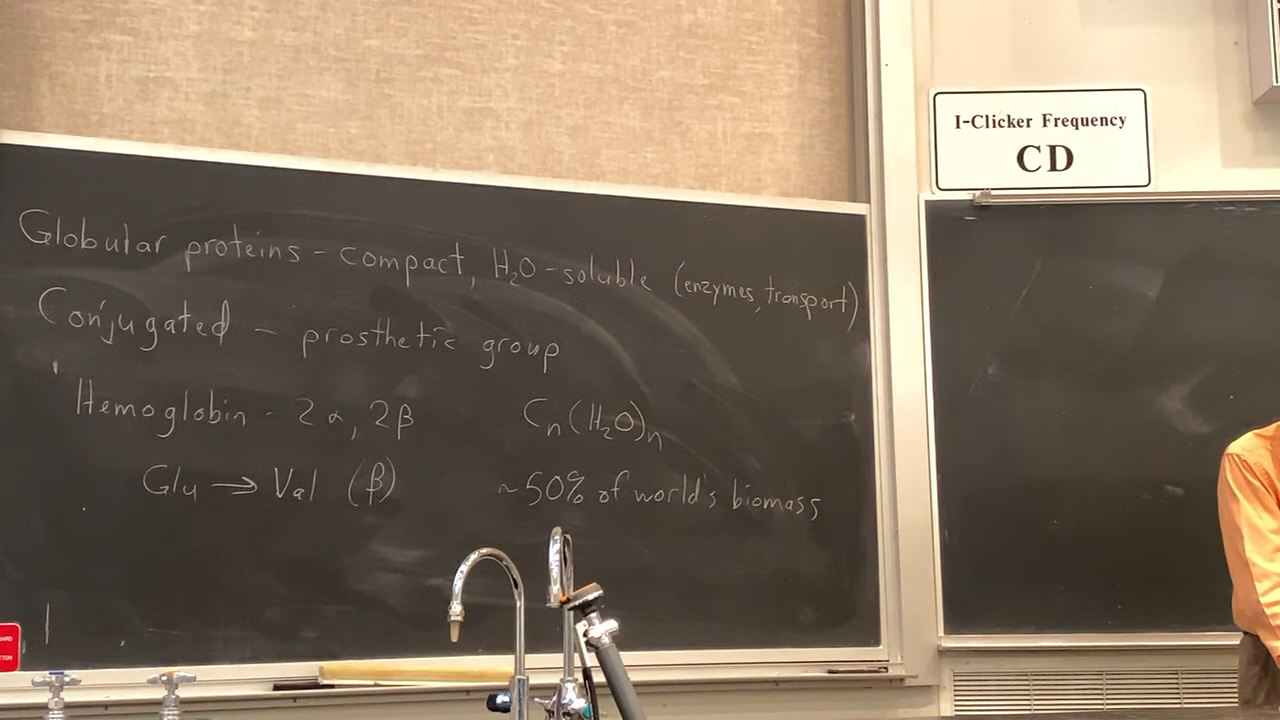 Globular proteins - compact, H₂O-soluble (enzymes, transport)
Conjugated - prosthetic group
Hemoglobin - 2α, 2β
Glu → Val (β)
Cₙ(H₂O)ₙ
~50% of world's biomass
I-Clicker Frequency
CD